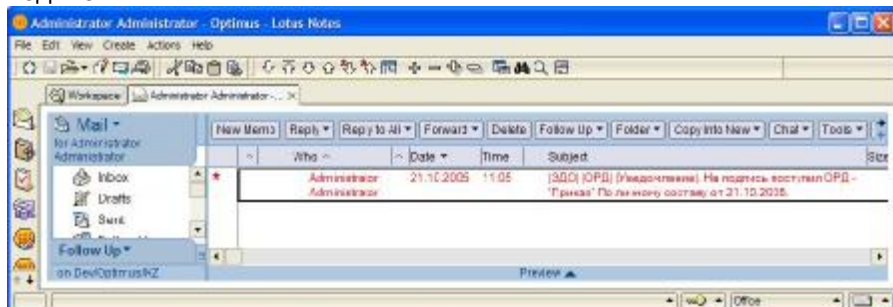 Administrator Administrator - Optimus - Lotus Notes
File Edit View Create Actions Help
Workspace Administrator Administrator - ...
Mail
for Administrator Administrator
New Memo Reply Reply to All Forward Delete Follow Up Folder Copy Into New Chat Tools
Who Date Time Subject Size
Inbox
Drafts
Sent
Administrator Administrator 21.10.2005 11:05 (ЭДО) (ОРД) (Уведомление). На подпись поступил ОРД - "Приказ" По личному составу от 21.10.2005.
Follow Up
on Dev/Optimus/KZ
Preview
Office